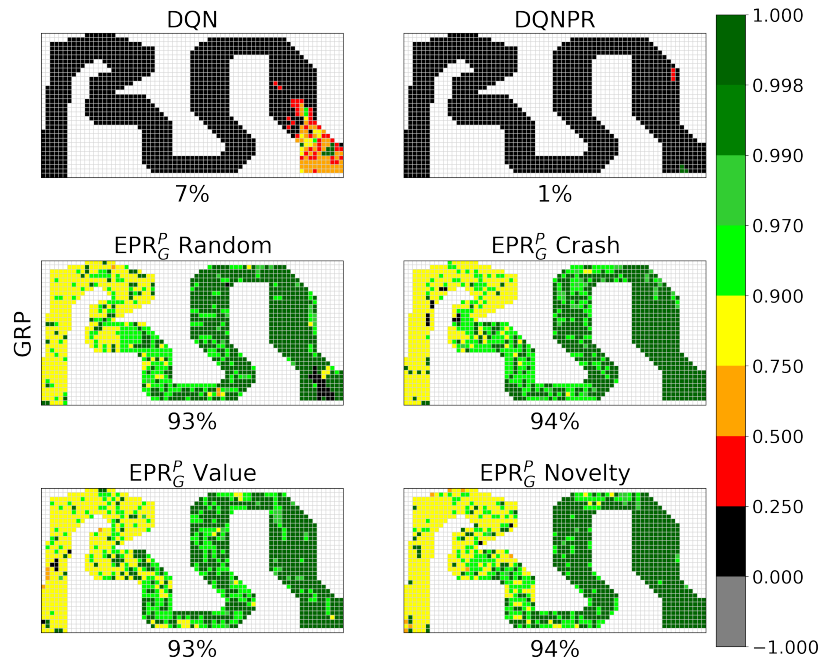 DQN
DQNPR
7%
1%
GRP
EPR$_G^P$ Random
EPR$_G^P$ Crash
93%
94%
EPR$_G^P$ Value
EPR$_G^P$ Novelty
93%
94%
1.000
0.998
0.990
0.970
0.900
0.750
0.500
0.250
0.000
−1.000